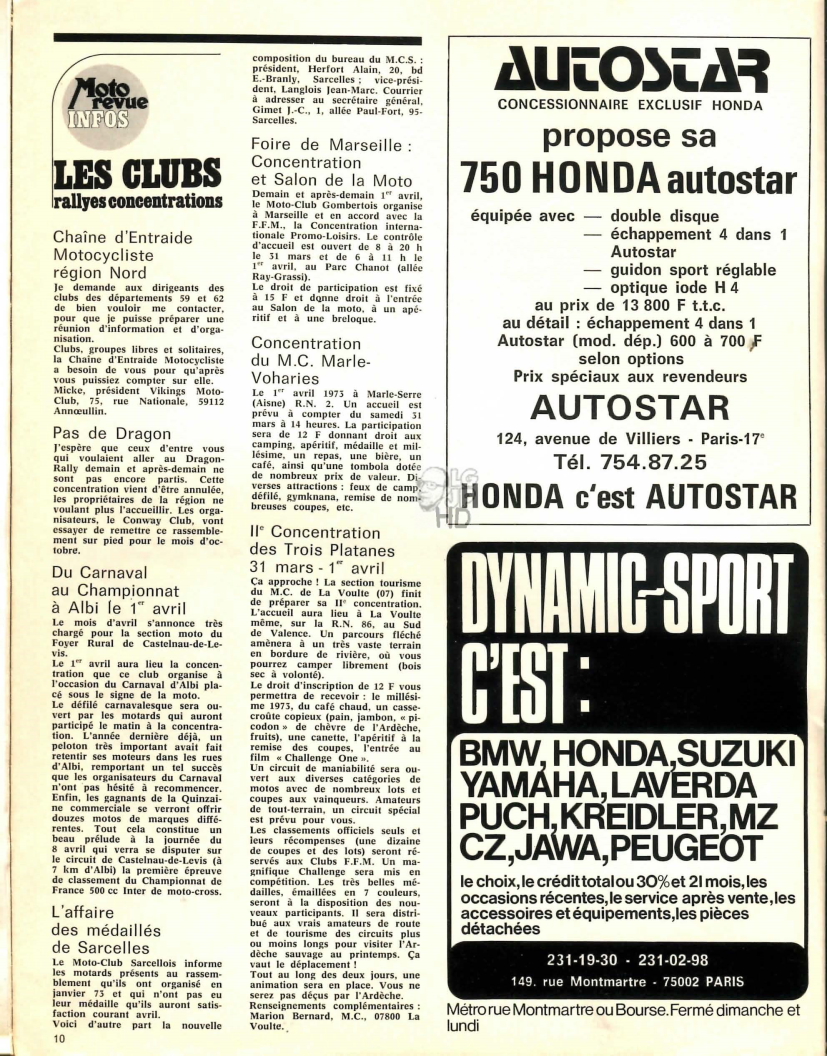 Moto
revue
INFOS
LES CLUBS
rallyes concentrations
Chaîne d'Entraide
Motocycliste
région Nord
Je demande aux dirigeants des
clubs des départements 59 et 62
de bien vouloir me contacter,
pour que je puisse préparer une
réunion d'information et d'orga-
nisation.
Clubs, groupes libres et solitaires,
la Chaîne d'Entraide Motocycliste
a besoin de vous pour qu'après
vous puissiez compter sur elle.
Micke, président Vikings Moto-
Club, 75, rue Nationale, 59112
Annœullin.
Pas de Dragon
J'espère que ceux d'entre vous
qui voulaient aller au Dragon-
Rally demain et après-demain ne
sont pas encore partis. Cette
concentration vient d'être annulée,
les propriétaires de la région ne
voulant plus l'accueillir. Les orga-
nisateurs, le Conway Club, vont
essayer de remettre ce rassemble-
ment sur pied pour le mois d'oc-
tobre.
Du Carnaval
au Championnat
à Albi le 1er avril
Le mois d'avril s'annonce très
chargé pour la section moto du
Foyer Rural de Castelnau-de-Le-
vis.
Le 1er avril aura lieu la concen-
tration que ce club organise à
l'occasion du Carnaval d'Albi pla-
cé sous le signe de la moto.
Le défilé carnavalesque sera ou-
vert par les motards qui auront
participé le matin à la concentra-
tion. L'année dernière déjà, un
peloton très important avait fait
retentir ses moteurs dans les rues
d'Albi, remportant un tel succès
que les organisateurs du Carnaval
n'ont pas hésité à recommencer.
Enfin, les gagnants de la Quinzai-
ne commerciale se verront offrir
douzes motos de marques diffé-
rentes. Tout cela constitue un
beau prélude à la journée du
8 avril qui verra se disputer sur
le circuit de Castelnau-de-Levis (à
7 km d'Albi) la première épreuve
de classement du Championnat de
France 500 cc Inter de moto-cross.
L'affaire
des médaillés
de Sarcelles
Le Moto-Club Sarcellois informe
les motards présents au rassem-
blement qu'ils ont organisé en
janvier 73 et qui n'ont pas eu
leur médaille qu'ils auront satis-
faction courant avril.
Voici d'autre part la nouvelle
10
composition du bureau du M.C.S. :
président, Herfort Alain, 20, bd
E.-Branly, Sarcelles ; vice-prési-
dent, Langlois Jean-Marc. Courrier
à adresser au secrétaire général,
Gimet J.-C., 1, allée Paul-Fort, 95-
Sarcelles.
Foire de Marseille :
Concentration
et Salon de la Moto
Demain et après-demain 1er avril,
le Moto-Club Gombertois organise
à Marseille et en accord avec la
F.F.M., la Concentration interna-
tionale Promo-Loisirs. Le contrôle
d'accueil est ouvert de 8 à 20 h
le 31 mars et de 6 à 11 h le
1er avril, au Parc Chanot (allée
Ray-Grassi).
Le droit de participation est fixé
à 15 F et donne droit à l'entrée
au Salon de la moto, à un apé-
ritif et à une breloque.
Concentration
du M.C. Marle-
Voharies
Le 1er avril 1973 à Marle-Serre
(Aisne) R.N. 2. Un accueil est
prévu à compter du samedi 31
mars à 14 heures. La participation
sera de 12 F donnant droit aux
camping, apéritif, médaille et mil-
lésime, un repas, une bière, un
café, ainsi qu'une tombola dotée
de nombreux prix de valeur. Di-
verses attractions : feux de camp,
défilé, gymknana, remise de nom-
breuses coupes, etc.
IIe Concentration
des Trois Platanes
31 mars - 1er avril
Ça approche ! La section tourisme
du M.C. de La Voulte (07) finit
de préparer sa IIe concentration.
L'accueil aura lieu à La Voulte
même, sur la R.N. 86, au Sud
de Valence. Un parcours fléché
amènera à un très vaste terrain
en bordure de rivière, où vous
pourrez camper librement (bois
sec à volonté).
Le droit d'inscription de 12 F vous
permettra de recevoir : le millési-
me 1973, du café chaud, un casse-
croûte copieux (pain, jambon, « pi-
codon » de chèvre de l'Ardèche,
fruits), une canette, l'apéritif à la
remise des coupes, l'entrée au
film « Challenge One ».
Un circuit de maniabilité sera ou-
vert aux diverses catégories de
motos avec de nombreux lots et
coupes aux vainqueurs. Amateurs
de tout-terrain, un circuit spécial
est prévu pour vous.
Les classements officiels seuls et
leurs récompenses (une dizaine
de coupes et des lots) seront ré-
servés aux Clubs F.F.M. Un ma-
gnifique Challenge sera mis en
compétition. Les très belles mé-
dailles, émaillées en 7 couleurs,
seront à la disposition des nou-
veaux participants. Il sera distri-
bué aux vrais amateurs de route
et de tourisme des circuits plus
ou moins longs pour visiter l'Ar-
dèche sauvage au printemps. Ça
vaut le déplacement !
Tout au long des deux jours, une
animation sera en place. Vous ne
serez pas déçus par l'Ardèche.
Renseignements complémentaires :
Marion Bernard, M.C., 07800 La
Voulte.
AUTOSTAR
CONCESSIONNAIRE EXCLUSIF HONDA
propose sa
750 HONDA autostar
équipée avec — double disque
— échappement 4 dans 1
Autostar
— guidon sport réglable
— optique iode H 4
au prix de 13 800 F t.t.c.
au détail : échappement 4 dans 1
Autostar (mod. dép.) 600 à 700 F
selon options
Prix spéciaux aux revendeurs
AUTOSTAR
124, avenue de Villiers - Paris-17e
Tél. 754.87.25
HONDA c'est AUTOSTAR
DYNAMIC-SPORT
C'EST :
BMW, HONDA,SUZUKI
YAMAHA,LAVERDA
PUCH,KREIDLER,MZ
CZ,JAWA,PEUGEOT
le choix,le crédit total ou 30% et 21 mois,les
occasions récentes,le service après vente,les
accessoires et équipements,les pièces
détachées
231-19-30 - 231-02-98
149. rue Montmartre - 75002 PARIS
Métro rue Montmartre ou Bourse.Fermé dimanche et
lundi